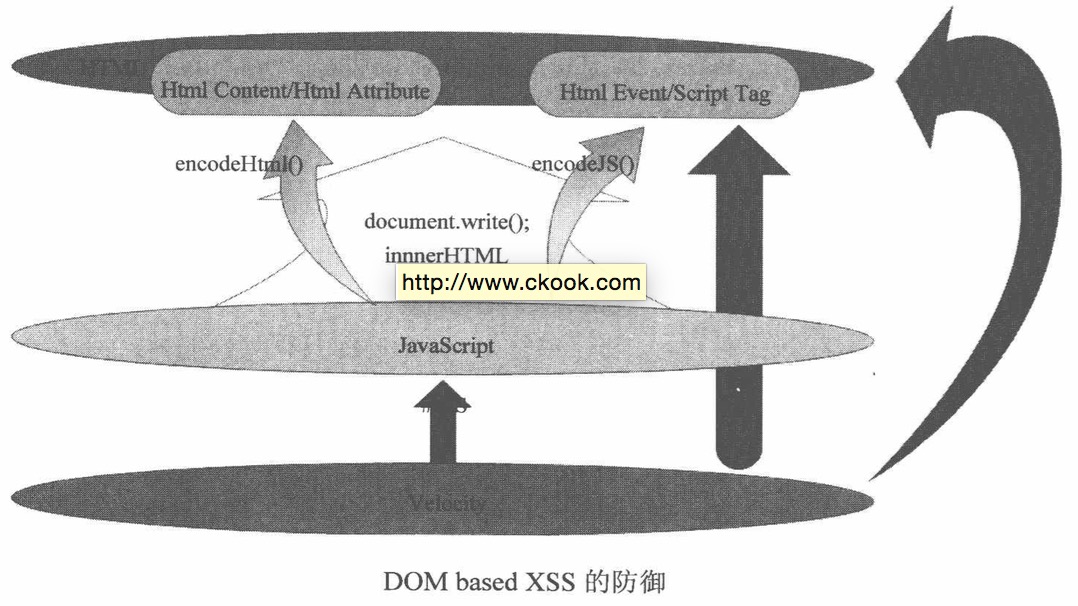 HTML
Html Content/Html Attribute
Html Event/Script Tag
encodeHtml()
encodeJS()
document.write();
innnerHTML
http://www.ckook.com
JavaScript
Velocity
DOM based XSS 的防御